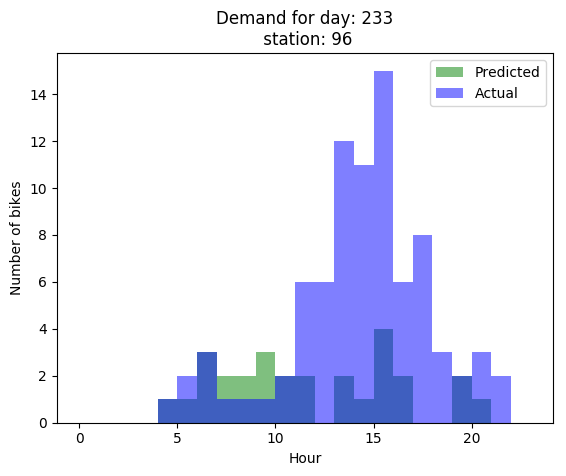 Demand for day: 233
station: 96
Predicted
Actual
Number of bikes
14
12
10
8
6
4
2
0
0
5
10
15
20
Hour